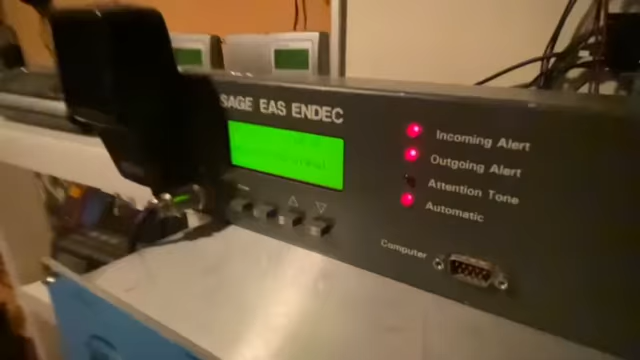 SAGE EAS ENDEC
Incoming Alert
Outgoing Alert
Attention Tone
Automatic
Computer